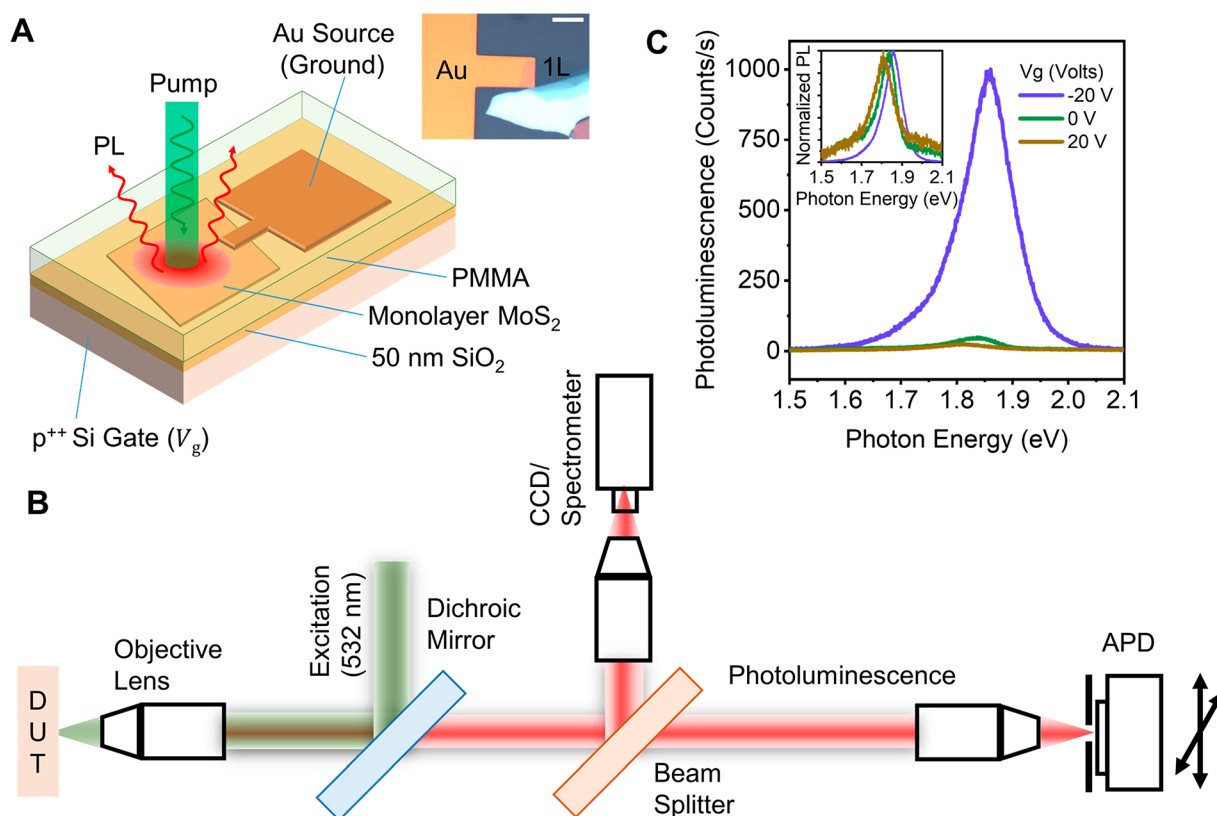 A
Au Source
(Ground)
Pump
PL
Au
1L
PMMA
Monolayer MoS₂
50 nm SiO₂
p⁺⁺ Si Gate (Vg)
C
Photoluminescnence (Counts/s)
1000
750
500
250
0
1.5
1.6
1.7
1.8
1.9
2.0
2.1
Photon Energy (eV)
Normalized PL
1.5
1.7
1.9
2.1
Photon Energy (eV)
Vg (Volts)
-20 V
0 V
20 V
B
DUT
Objective
Lens
Excitation
(532 nm)
Dichroic
Mirror
CCD/
Spectrometer
Beam
Splitter
Photoluminescence
APD